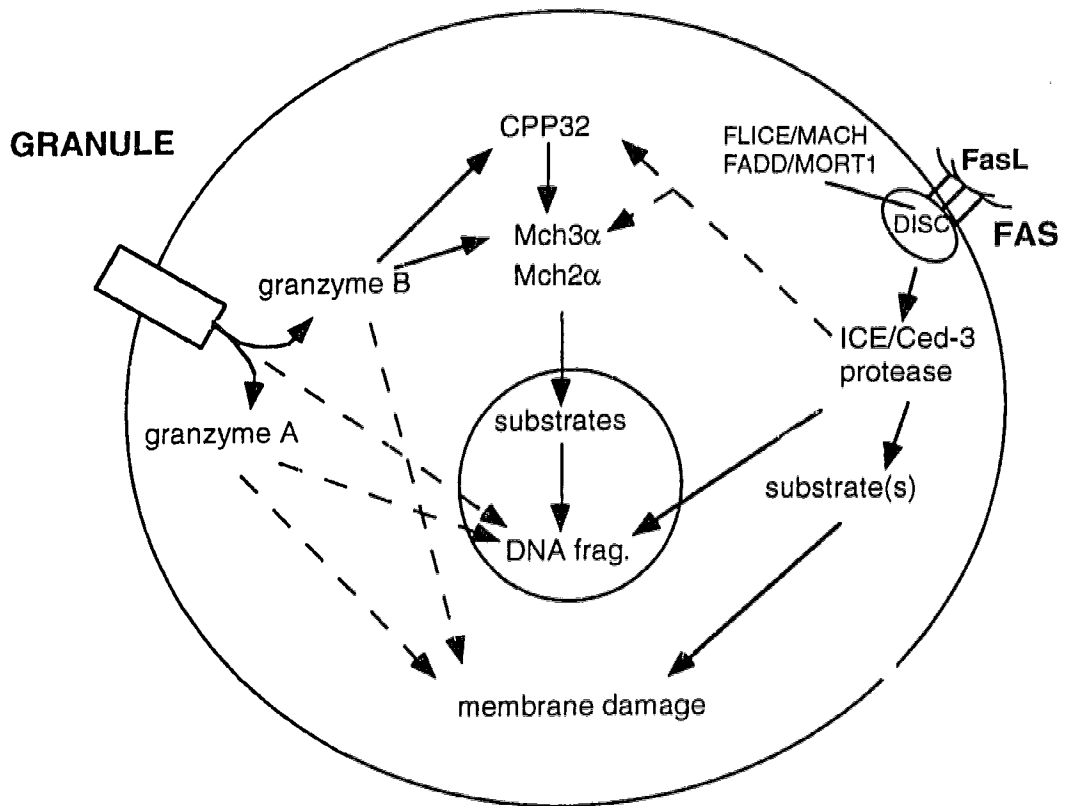 GRANULE
CPP32
FLICE/MACH
FADD/MORT1
FasL
FAS
DISC
Mch3α
Mch2α
granzyme B
ICE/Ced-3
protease
granzyme A
substrates
substrate(s)
DNA frag.
membrane damage